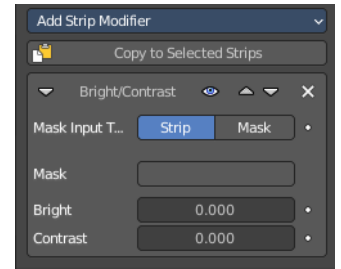 Add Strip Modifier
Copy to Selected Strips
Bright/Contrast
Mask Input T... Strip Mask
Mask
Bright 0.000
Contrast 0.000